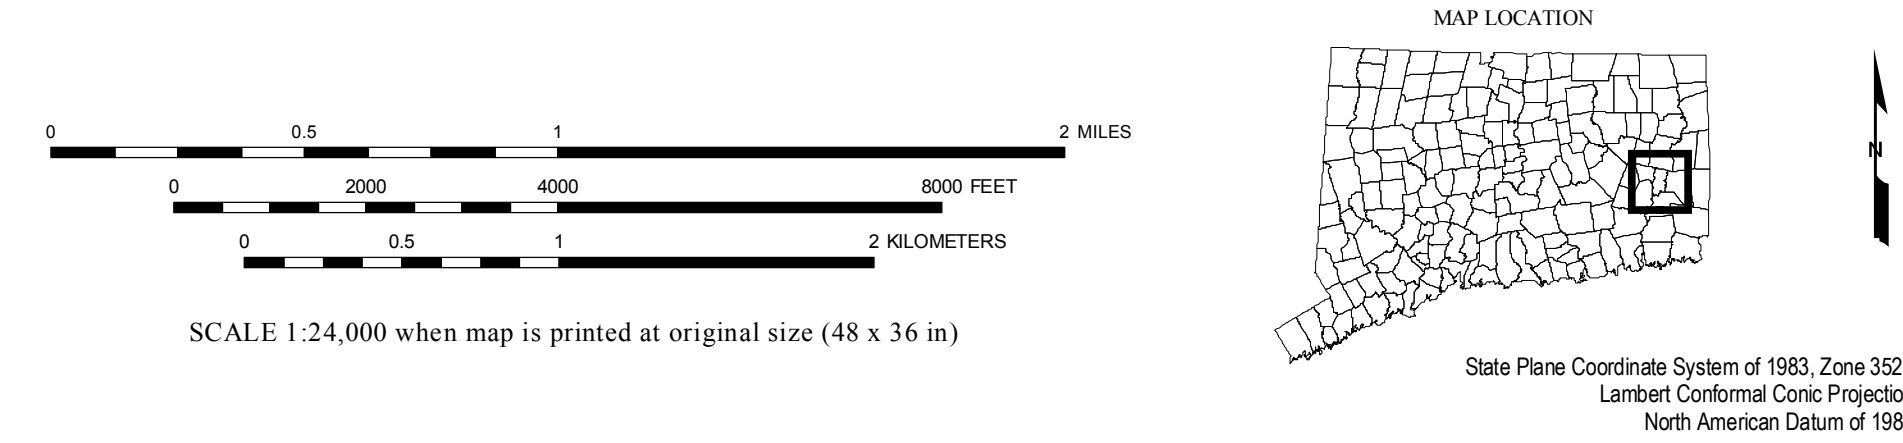 MAP LOCATION
0 0.5 1 2 MILES
0 2000 4000 8000 FEET
0 0.5 1 2 KILOMETERS
SCALE 1:24,000 when map is printed at original size (48 x 36 in)
N
State Plane Coordinate System of 1983, Zone 352
Lambert Conformal Conic Projectio
North American Datum of 198